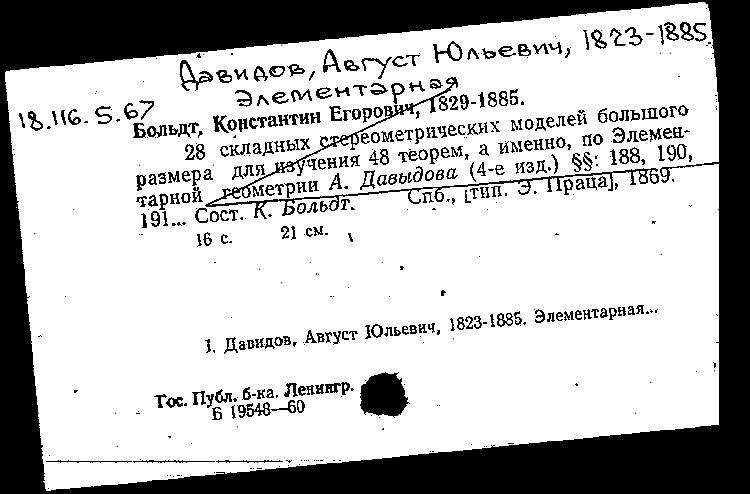 Давидов, Август Юльевич, 1823-1885.
Элементарная
18.116.5.67
Больдт, Константин Егорович, 1829-1885.
28 складных стереометрических моделей большого
размера для изучения 48 теорем, а именно, по Элемен-
тарной геометрии А. Давыдова (4-е изд.) §§: 188, 190,
191... Сост. К. Больдт. Спб., [тип. Э. Праца], 1869.
16 с. 21 см.
1. Давидов, Август Юльевич, 1823-1885. Элементарная...
Гос. Публ. б-ка. Ленингр.
Б 19548—60